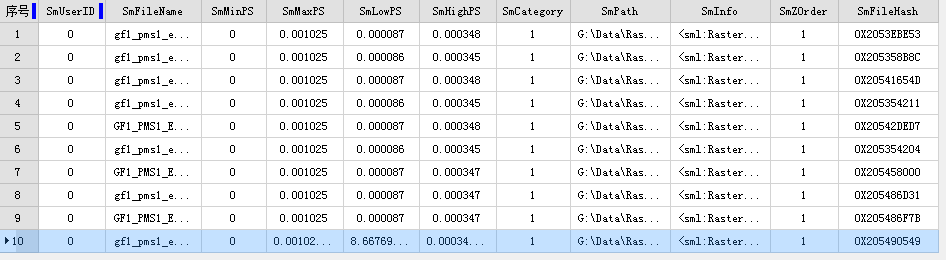 序号 SmUserID SmFileName SmMinPS SmMaxPS SmLowPS SmHighPS SmCategory SmPath SmInfo SmZOrder SmFileHash
1 0 gf1_pms1_e... 0 0.001025 0.000087 0.000348 1 G:\Data\Ras... <sml:Raster... 1 0X2053EBE53
2 0 gf1_pms1_e... 0 0.001025 0.000086 0.000345 1 G:\Data\Ras... <sml:Raster... 1 0X205358B8C
3 0 gf1_pms1_e... 0 0.001025 0.000087 0.000348 1 G:\Data\Ras... <sml:Raster... 1 0X20541654D
4 0 gf1_pms1_e... 0 0.001025 0.000086 0.000345 1 G:\Data\Ras... <sml:Raster... 1 0X205354211
5 0 GF1_PMS1_E... 0 0.001025 0.000087 0.000348 1 G:\Data\Ras... <sml:Raster... 1 0X20542DED7
6 0 gf1_pms1_e... 0 0.001025 0.000086 0.000345 1 G:\Data\Ras... <sml:Raster... 1 0X205354204
7 0 GF1_PMS1_E... 0 0.001025 0.000087 0.000347 1 G:\Data\Ras... <sml:Raster... 1 0X205458000
8 0 gf1_pms1_e... 0 0.001025 0.000087 0.000347 1 G:\Data\Ras... <sml:Raster... 1 0X205486D31
9 0 GF1_PMS1_E... 0 0.001025 0.000087 0.000347 1 G:\Data\Ras... <sml:Raster... 1 0X205486F7B
10 0 gf1_pms1_e... 0 0.00102... 8.66769... 0.00034... 1 G:\Data\Ras... <sml:Raster... 1 0X205490549